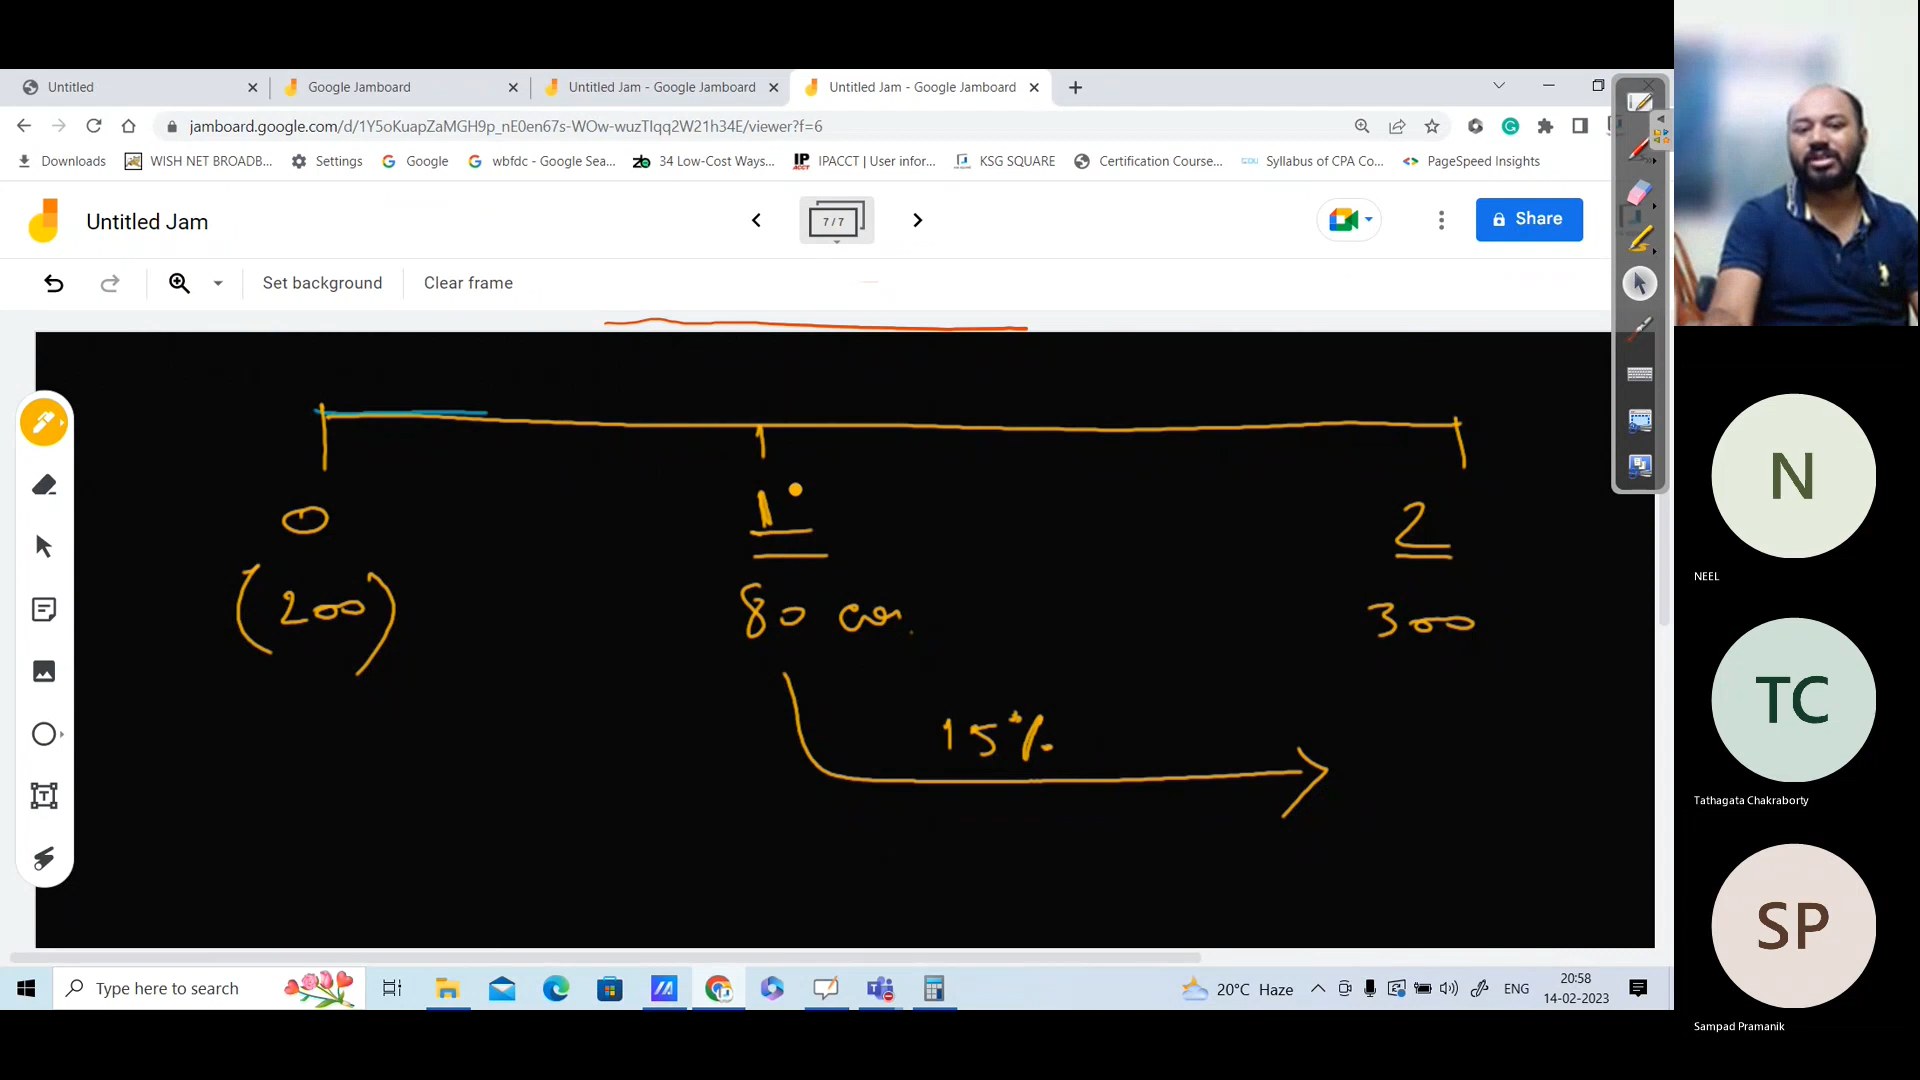 Untitled
Google Jamboard
Untitled Jam - Google Jamboard
Untitled Jam - Google Jamboard
jamboard.google.com/d/1Y5oKuapZaMGH9p_nE0en67s-WOw-wuzTIqq2W21h34E/viewer?f=6
Downloads
WISH NET BROADB...
Settings
Google
wbfdc - Google Sea...
34 Low-Cost Ways...
IPACCT | User infor...
KSG SQUARE
Certification Course...
Syllabus of CPA Co...
PageSpeed Insights
Untitled Jam
7 / 7
Share
Set background
Clear frame
0
1
2
(200)
80
300
15%
N
NEEL
TC
Tathagata Chakraborty
SP
Sampad Pramanik
Type here to search
20°C Haze
ENG
20:58
14-02-2023